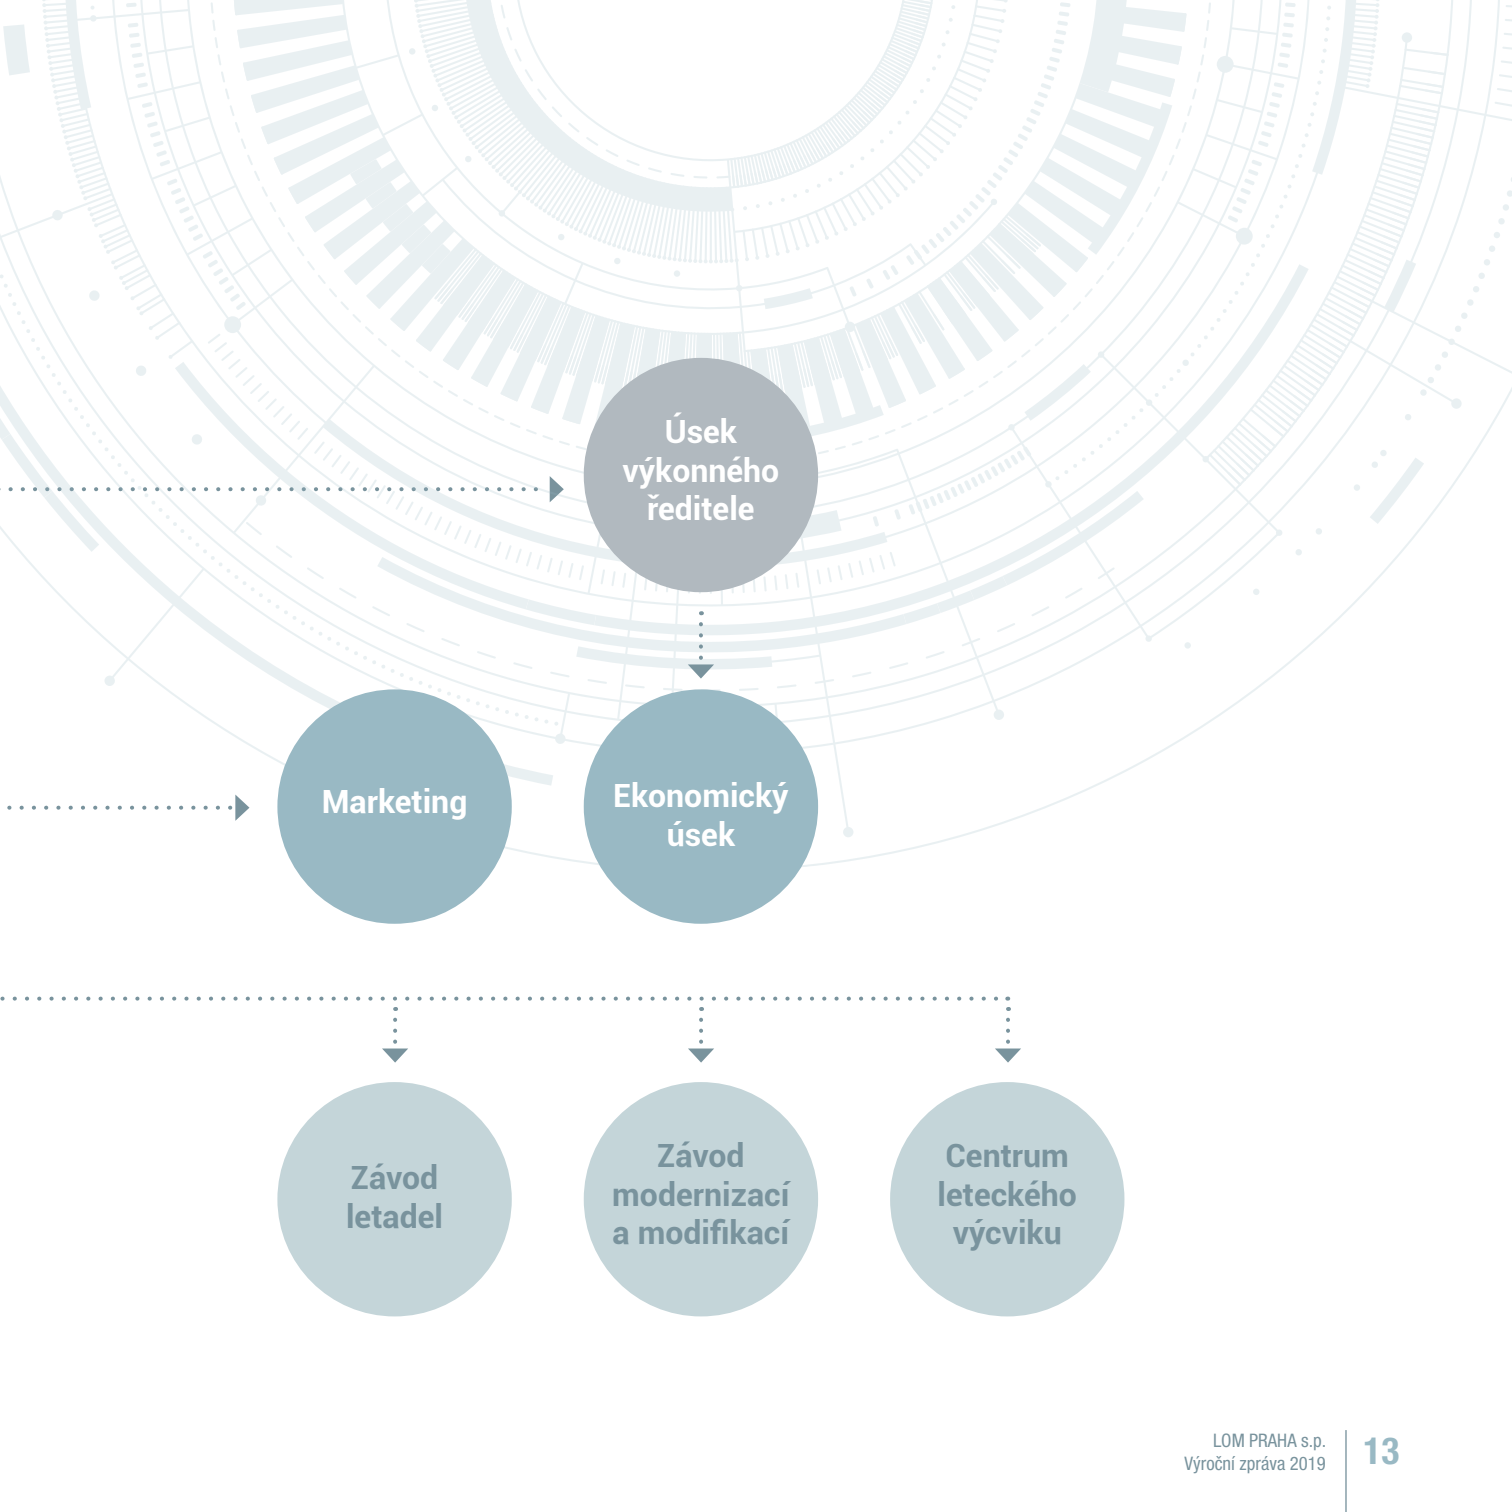 Úsek
výkonného
ředitele
Marketing
Ekonomický
úsek
Závod
letadel
Závod
modernizací
a modifikací
Centrum
leteckého
výcviku
LOM PRAHA s.p.
Výroční zpráva 2019
13